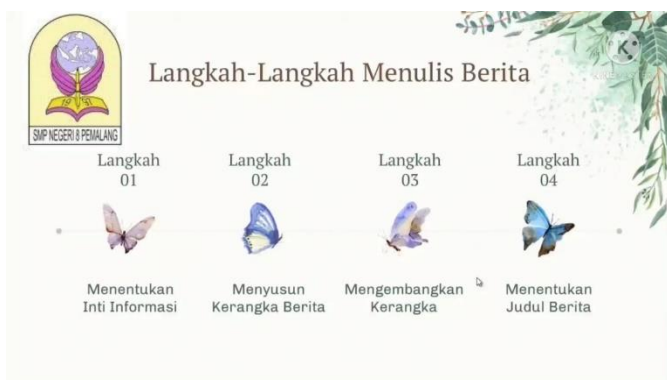 Langkah-Langkah Menulis Berita
SMP NEGERI 8 PEMALANG
Langkah
01
Langkah
02
Langkah
03
Langkah
04
Menentukan
Inti Informasi
Menyusun
Kerangka Berita
Mengembangkan
Kerangka
Menentukan
Judul Berita